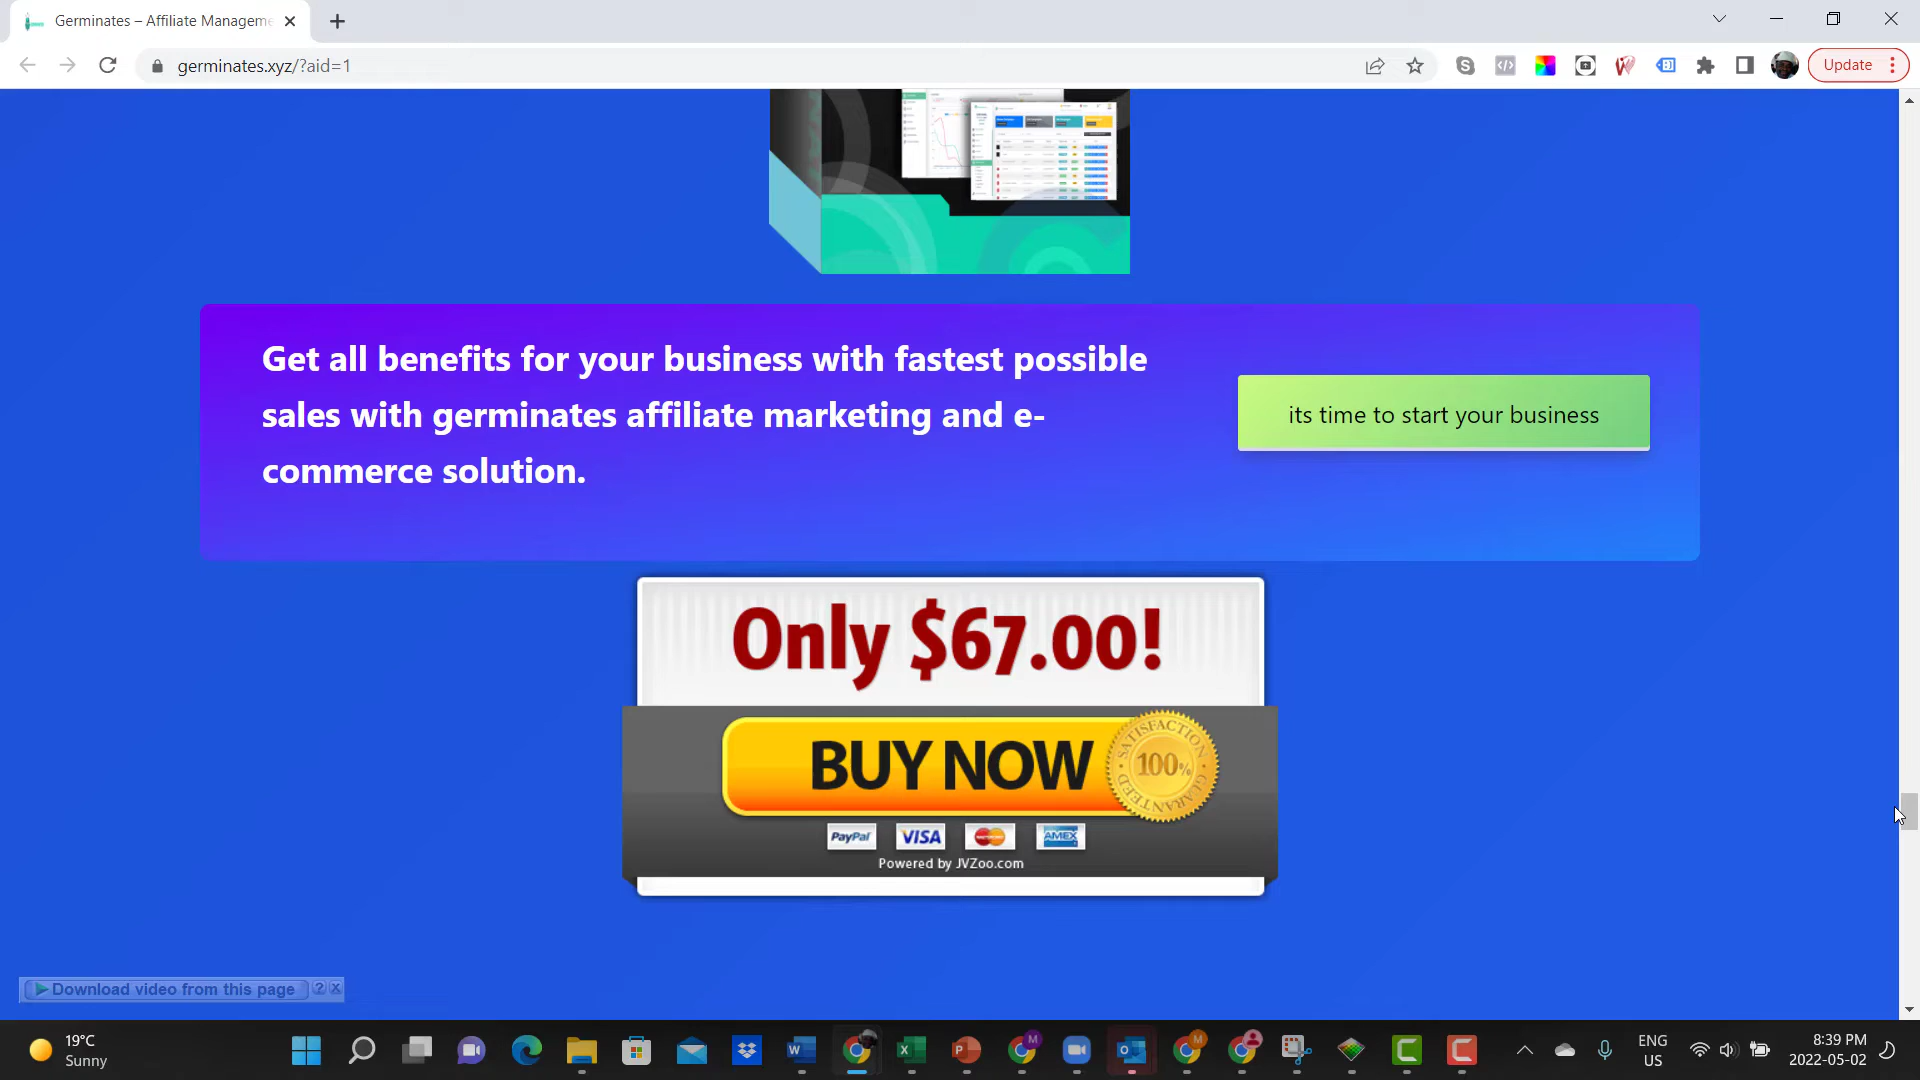 Germinates – Affiliate Manageme
germinates.xyz/?aid=1
Update
Get all benefits for your business with fastest possible
sales with germinates affiliate marketing and e-
commerce solution.
its time to start your business
Only $67.00!
BUY NOW
SATISFACTION
100%
GUARANTEED
PayPal VISA MasterCard AMEX
Powered by JVZoo.com
Download video from this page ? x
19°C
Sunny
ENG
US
8:39 PM
2022-05-02